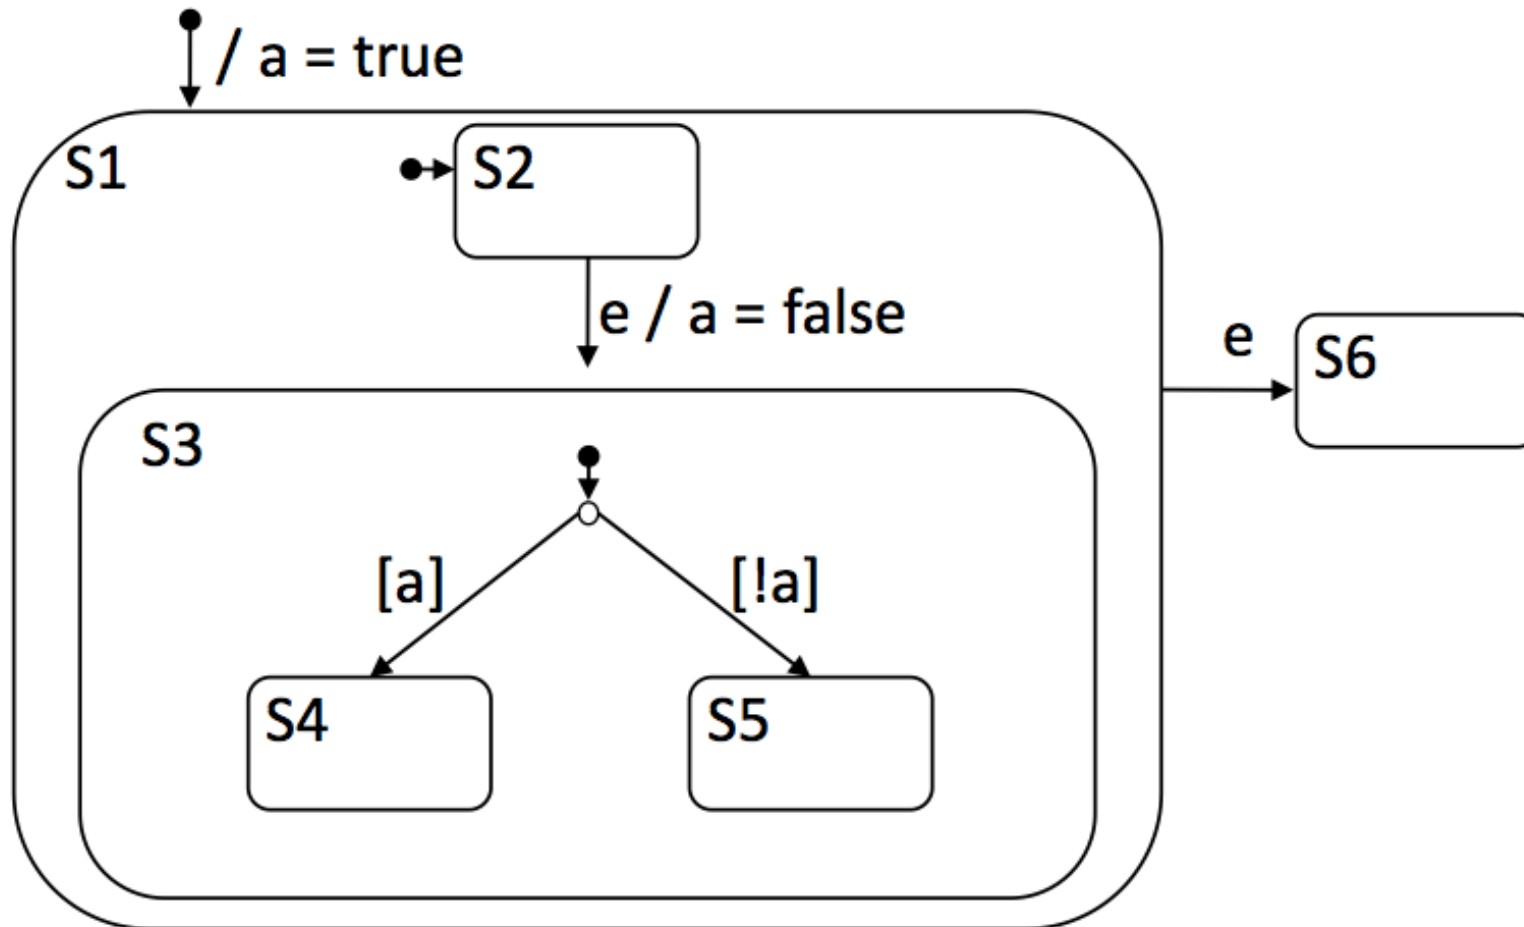 / a = true
S1
S2
e / a = false
e
S6
S3
[a]
[!a]
S4
S5